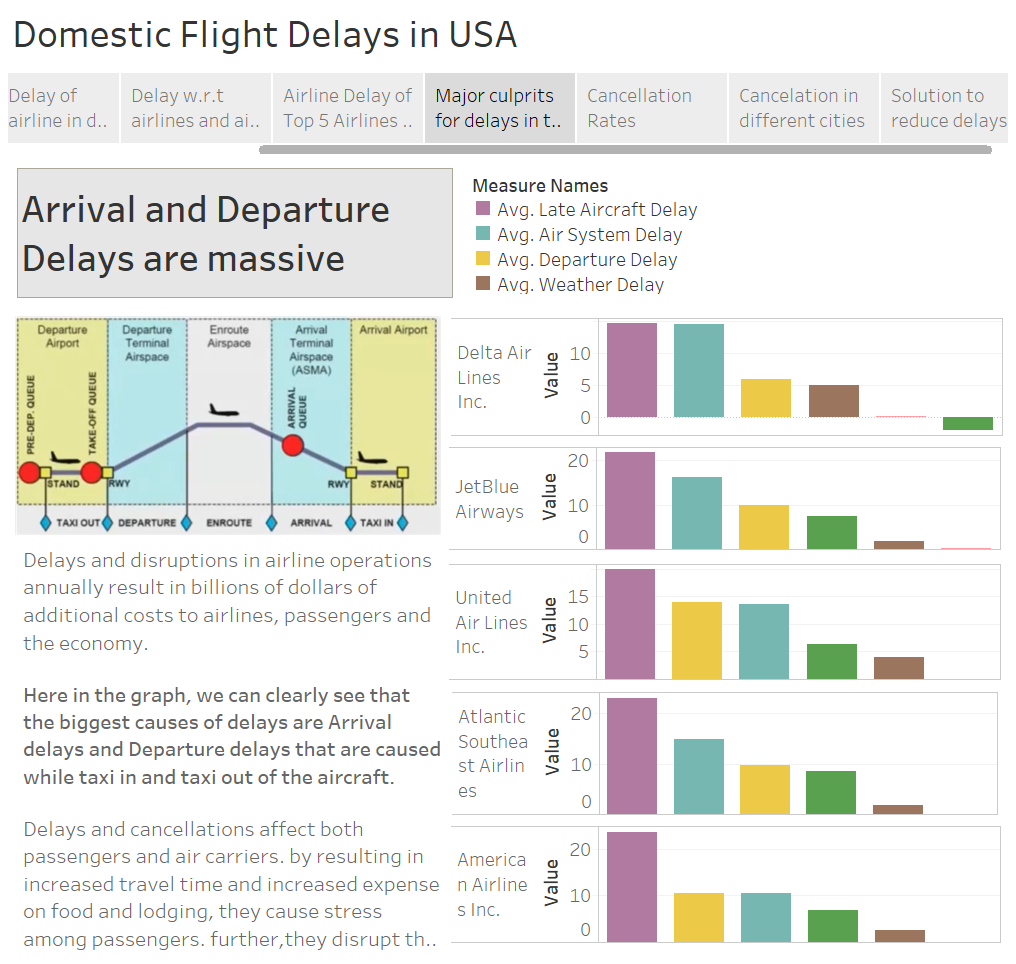 Domestic Flight Delays in USA
Delay of
airline in d..
Delay w.r.t
airlines and ai..
Airline Delay of
Top 5 Airlines ..
Major culprits
for delays in t..
Cancellation
Rates
Cancelation in
different cities
Solution to
reduce delays
Arrival and Departure
Delays are massive
Measure Names
Avg. Late Aircraft Delay
Avg. Air System Delay
Avg. Departure Delay
Avg. Weather Delay
Departure
Airport
Departure
Terminal
Airspace
Enroute
Airspace
Arrival
Terminal
Airspace
(ASMA)
Arrival Airport
PRE-DEP. QUEUE
TAKE-OFF QUEUE
ARRIVAL
QUEUE
STAND
RWY
RWY
STAND
TAXI OUT
DEPARTURE
ENROUTE
ARRIVAL
TAXI IN
Delays and disruptions in airline operations
annually result in billions of dollars of
additional costs to airlines, passengers and
the economy.
Here in the graph, we can clearly see that
the biggest causes of delays are Arrival
delays and Departure delays that are caused
while taxi in and taxi out of the aircraft.
Delays and cancellations affect both
passengers and air carriers. by resulting in
increased travel time and increased expense
on food and lodging, they cause stress
among passengers. further,they disrupt th..
Delta Air
Lines
Inc.
Value
10
5
0
JetBlue
Airways
Value
20
10
0
United
Air Lines
Inc.
Value
15
10
5
Atlantic
Southea
st Airlin
es
Value
20
10
0
America
n Airline
s Inc.
Value
20
10
0